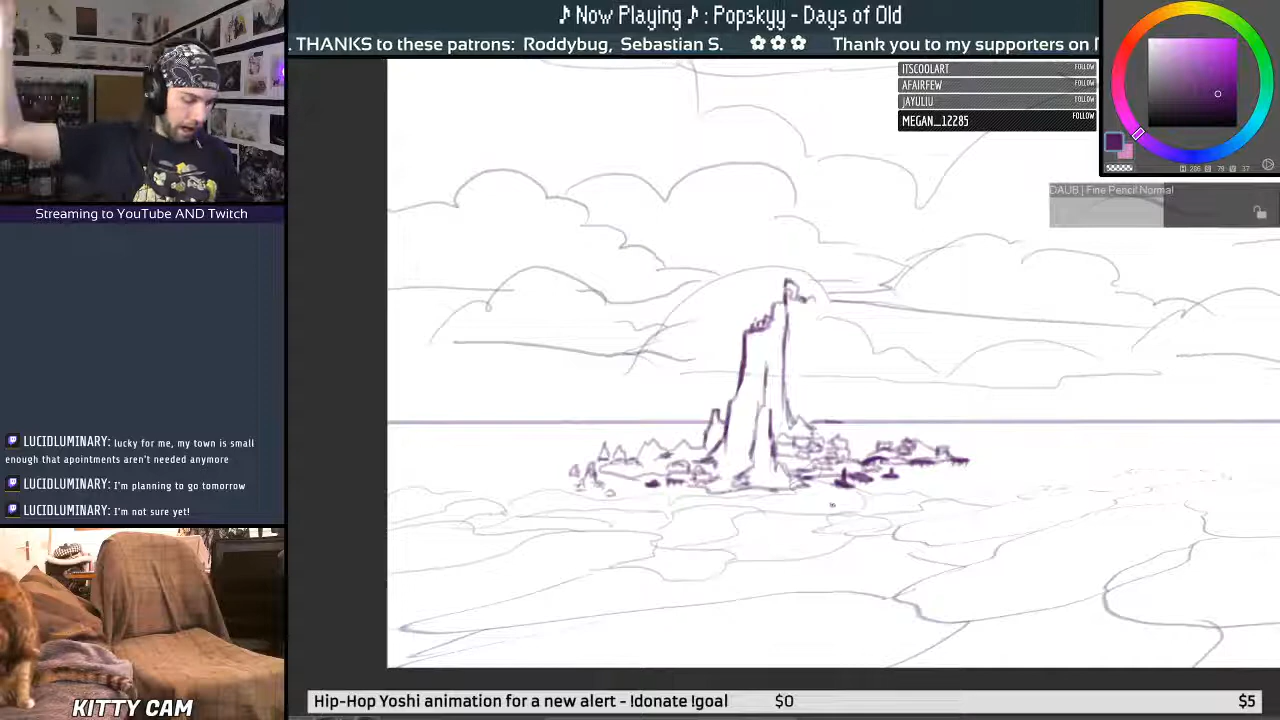 ♪ Now Playing ♪ : Popskyy - Days of Old
. THANKS to these patrons: Roddybug, Sebastian S. ✿ ✿ ✿ Thank you to my supporters on
ITSCOOLART FOLLOW
AFAIRFEW FOLLOW
JAYULIU FOLLOW
MEGAN_12285 FOLLOW
DAUB | Fine Pencil Normal
Streaming to YouTube AND Twitch
LUCIDLUMINARY: lucky for me, my town is small
enough that apointments aren't needed anymore
LUCIDLUMINARY: I'm planning to go tomorrow
LUCIDLUMINARY: I'm not sure yet!
KITTY CAM
Hip-Hop Yoshi animation for a new alert - !donate !goal $0 $5